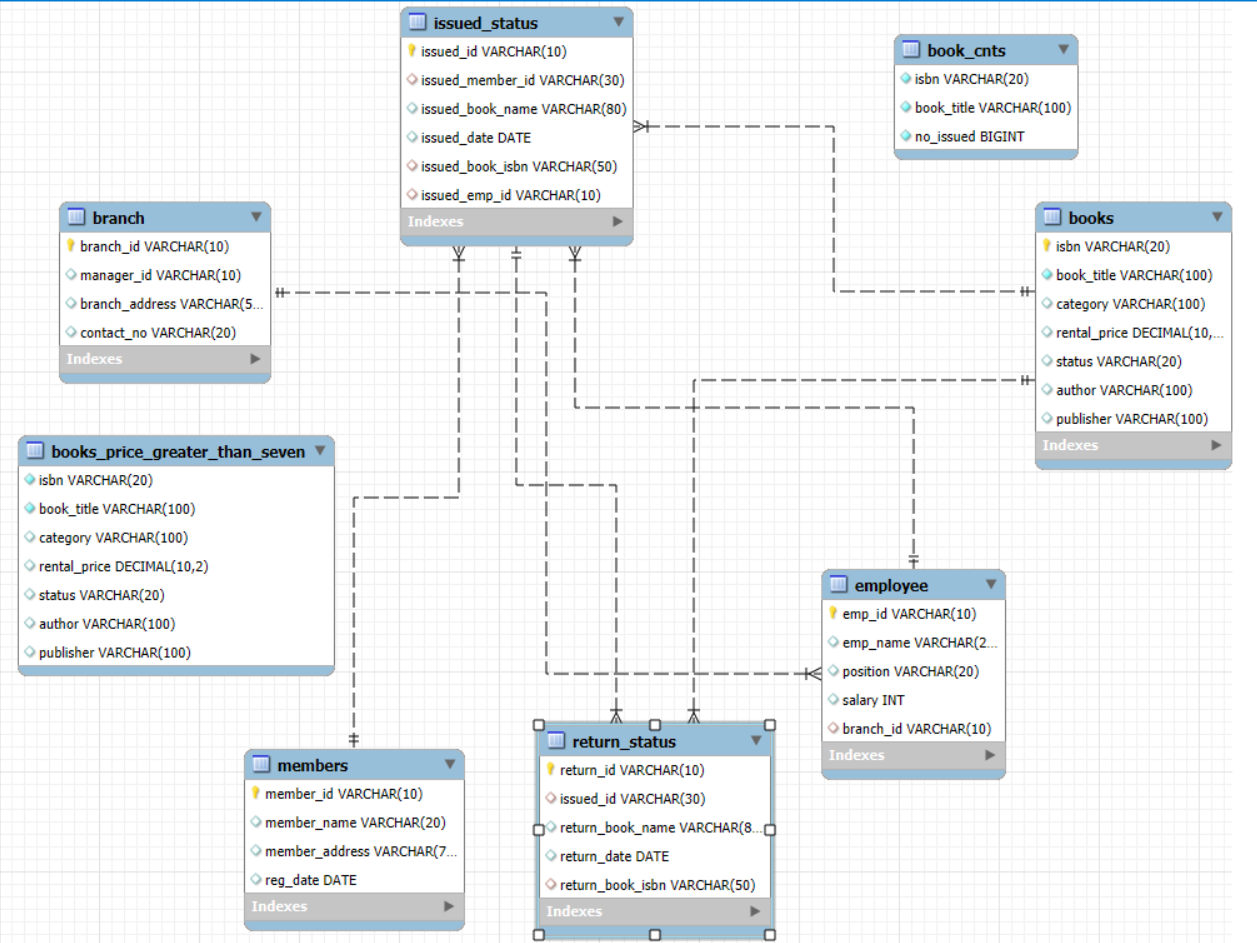 issued_status
issued_id VARCHAR(10)
issued_member_id VARCHAR(30)
issued_book_name VARCHAR(80)
issued_date DATE
issued_book_isbn VARCHAR(50)
issued_emp_id VARCHAR(10)
Indexes
book_cnts
isbn VARCHAR(20)
book_title VARCHAR(100)
no_issued BIGINT
branch
branch_id VARCHAR(10)
manager_id VARCHAR(10)
branch_address VARCHAR(5...
contact_no VARCHAR(20)
Indexes
books
isbn VARCHAR(20)
book_title VARCHAR(100)
category VARCHAR(100)
rental_price DECIMAL(10,...
status VARCHAR(20)
author VARCHAR(100)
publisher VARCHAR(100)
Indexes
books_price_greater_than_seven
isbn VARCHAR(20)
book_title VARCHAR(100)
category VARCHAR(100)
rental_price DECIMAL(10,2)
status VARCHAR(20)
author VARCHAR(100)
publisher VARCHAR(100)
employee
emp_id VARCHAR(10)
emp_name VARCHAR(2...
position VARCHAR(20)
salary INT
branch_id VARCHAR(10)
Indexes
members
member_id VARCHAR(10)
member_name VARCHAR(20)
member_address VARCHAR(7...
reg_date DATE
Indexes
return_status
return_id VARCHAR(10)
issued_id VARCHAR(30)
return_book_name VARCHAR(8...
return_date DATE
return_book_isbn VARCHAR(50)
Indexes